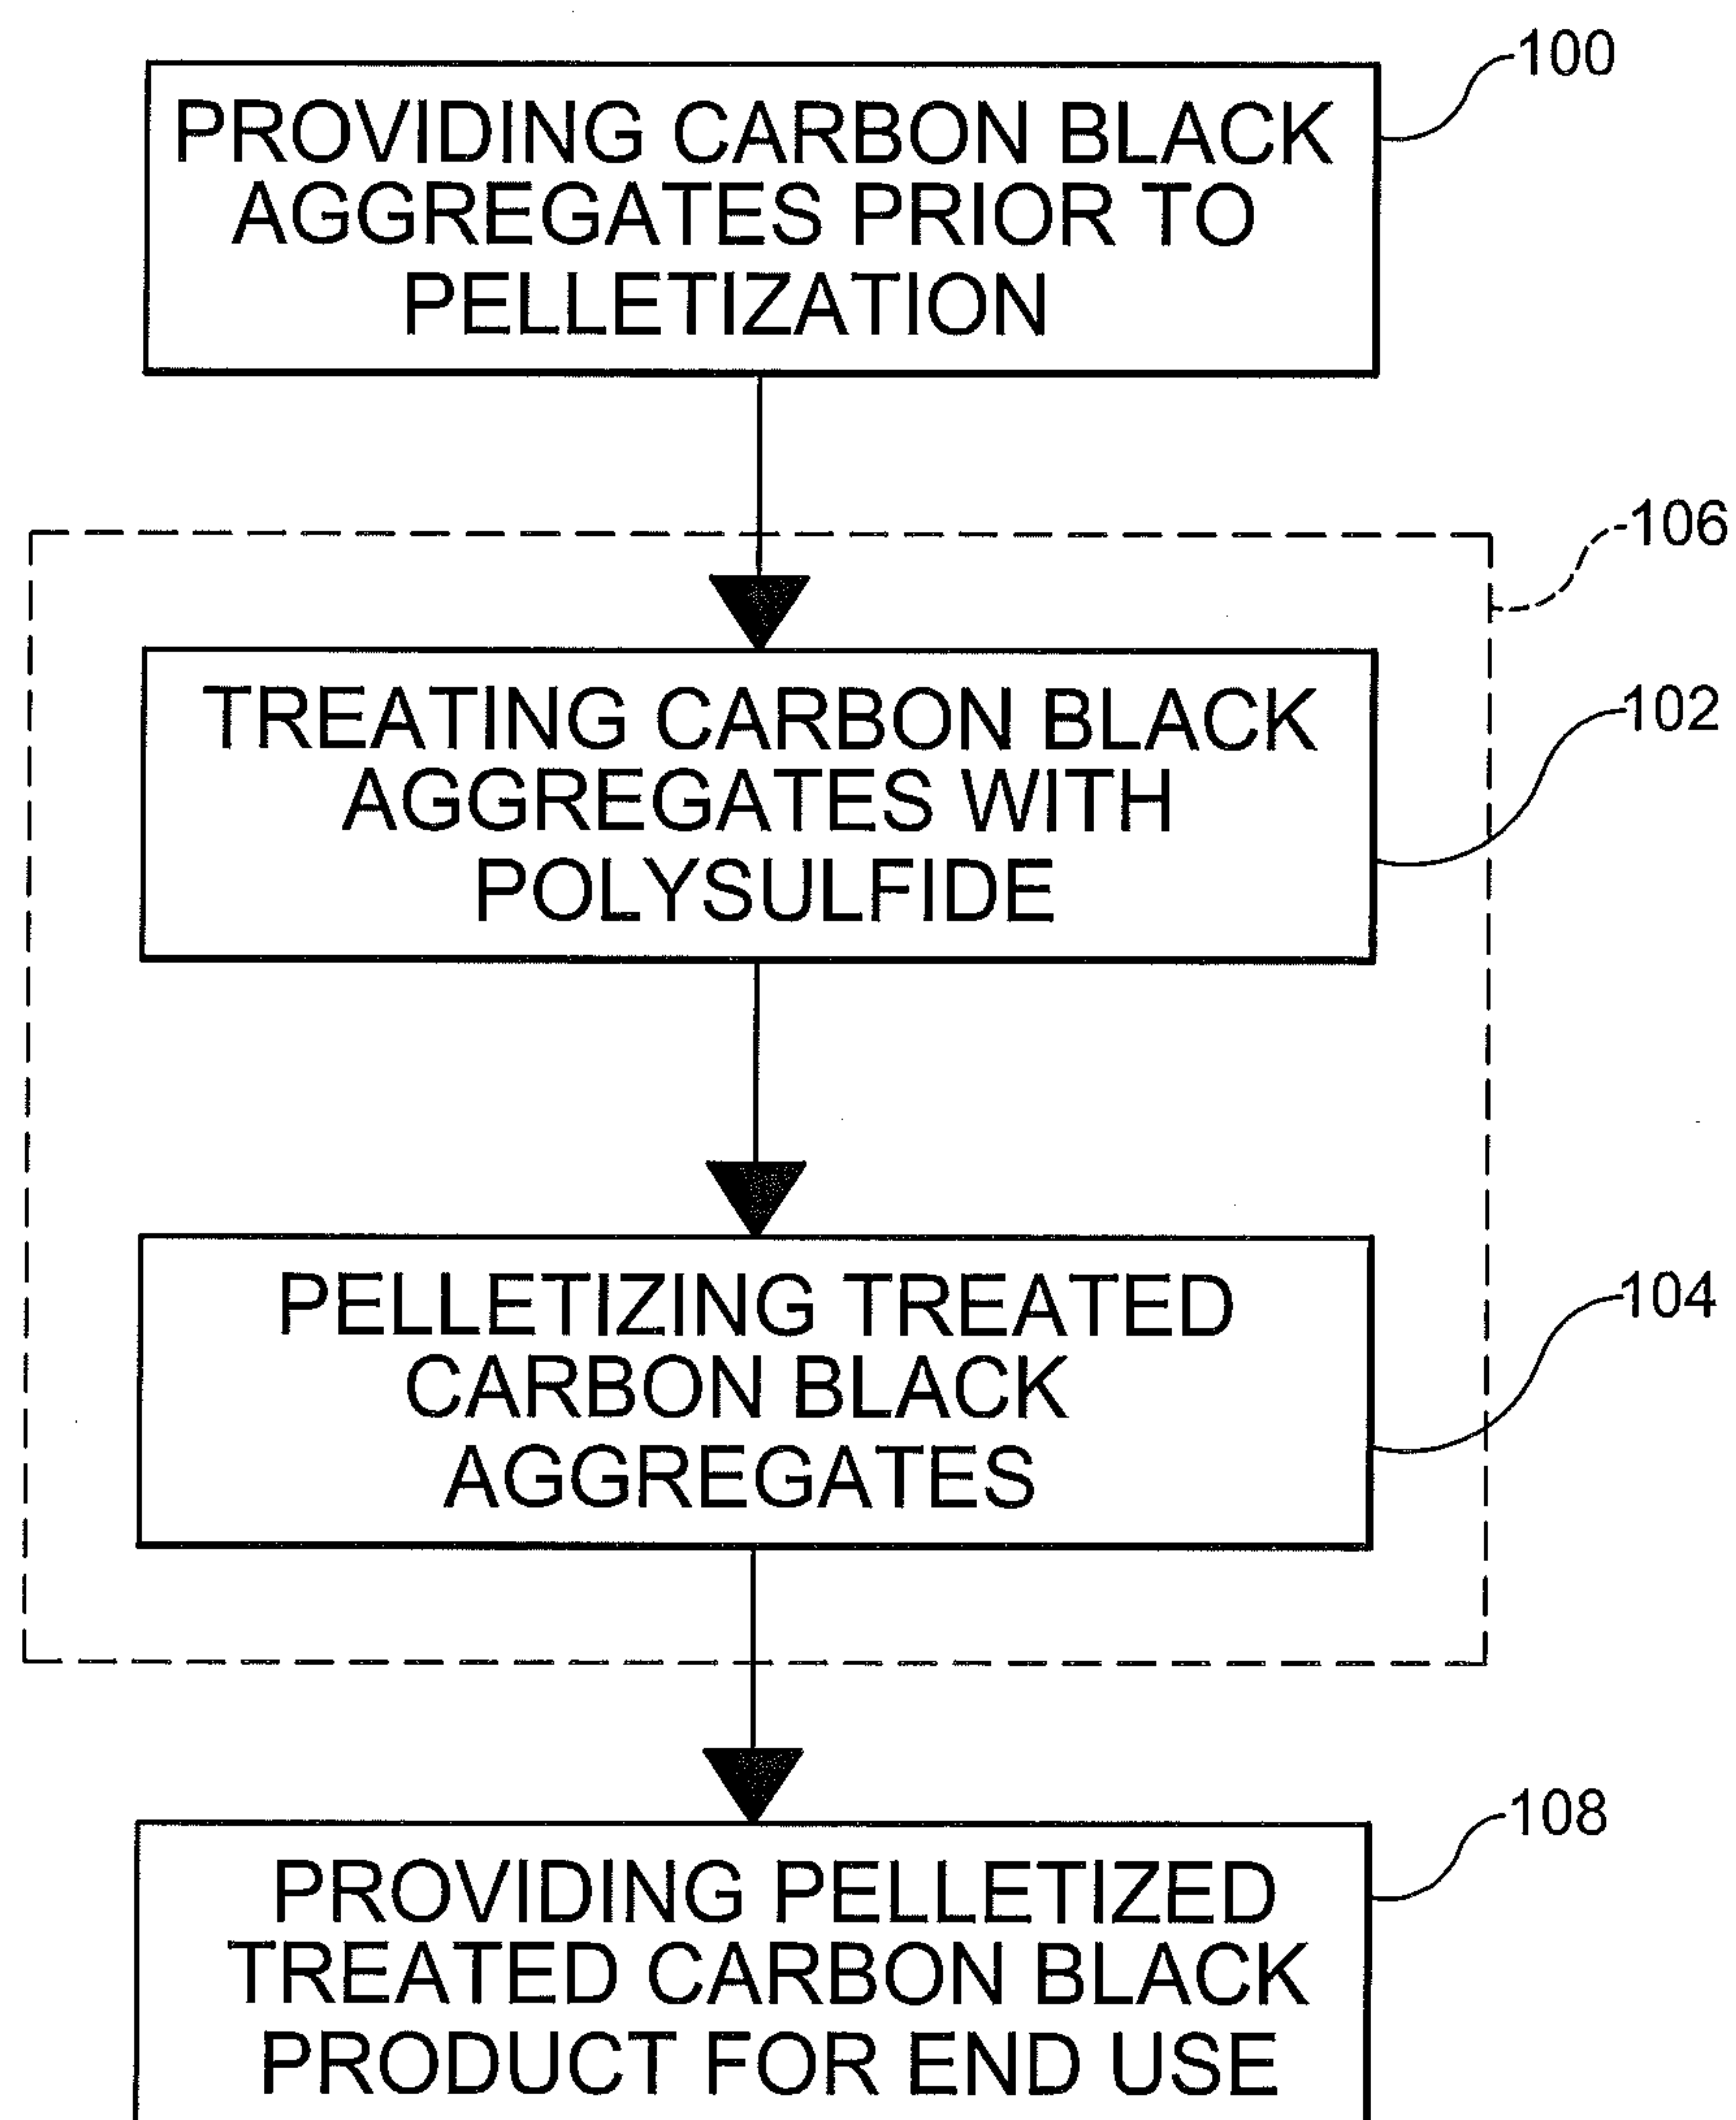 100
PROVIDING CARBON BLACK
AGGREGATES PRIOR TO
PELLETIZATION
106
102
TREATING CARBON BLACK
AGGREGATES WITH
POLYSULFIDE
104
PELLETIZING TREATED
CARBON BLACK
AGGREGATES
108
PROVIDING PELLETIZED
TREATED CARBON BLACK
PRODUCT FOR END USE